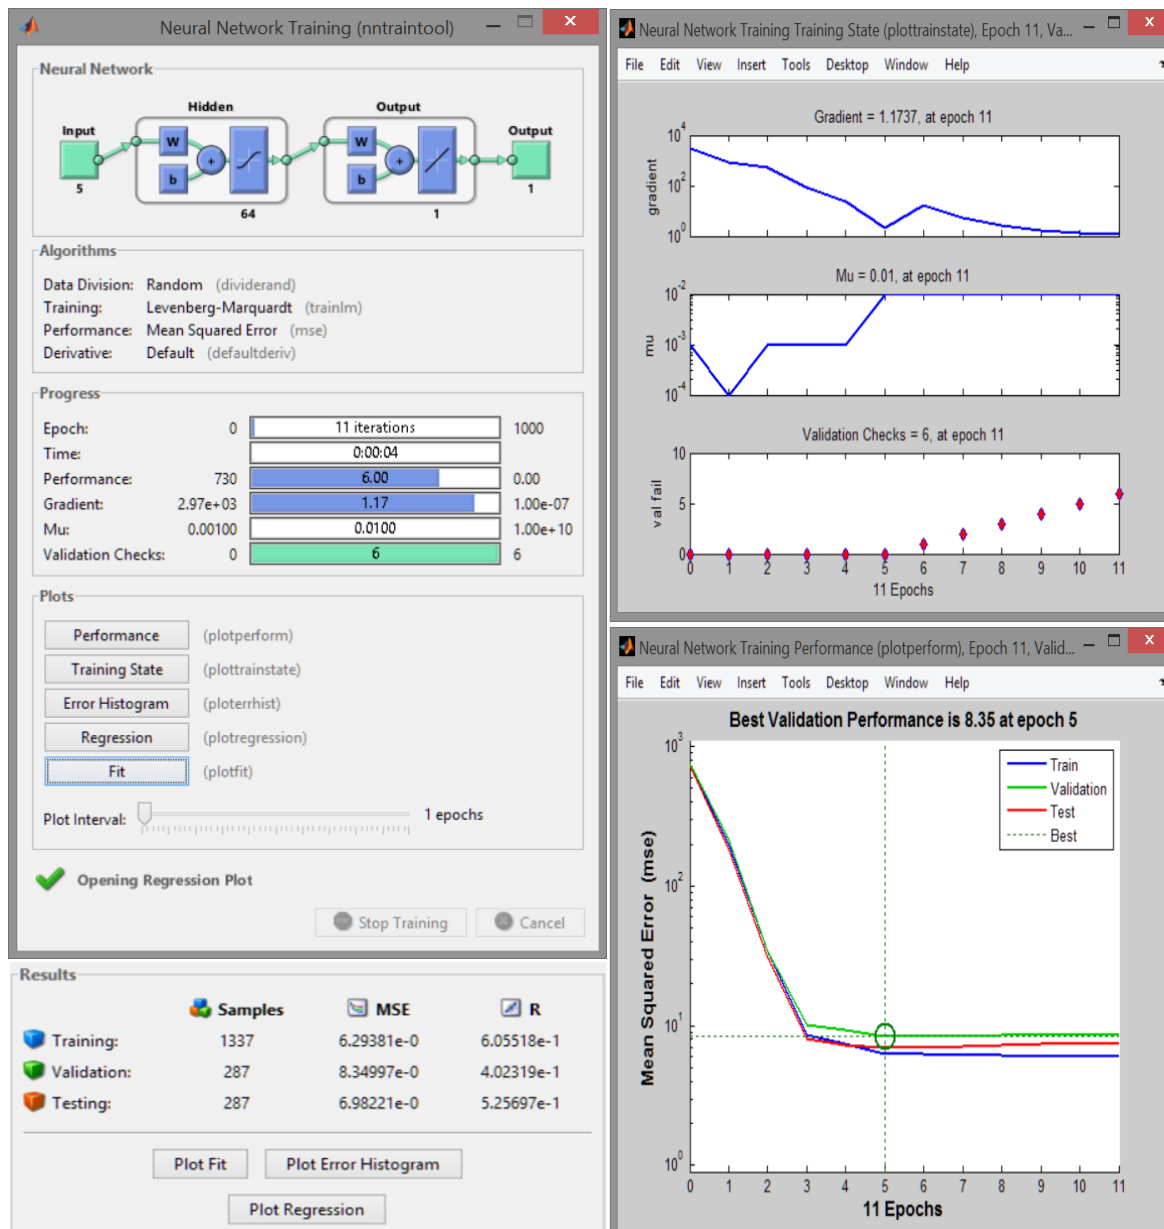 Neural Network Training (nntraintool)
Neural Network
Hidden
Output
Input
Output
W
b
+
W
b
+
5
64
1
1
Algorithms
Data Division: Random (dividerand)
Training: Levenberg-Marquardt (trainlm)
Performance: Mean Squared Error (mse)
Derivative: Default (defaultderiv)
Progress
Epoch: 0 11 iterations 1000
Time: 0:00:04
Performance: 730 6.00 0.00
Gradient: 2.97e+03 1.17 1.00e-07
Mu: 0.00100 0.0100 1.00e+10
Validation Checks: 0 6 6
Plots
Performance (plotperform)
Training State (plottrainstate)
Error Histogram (ploterrhist)
Regression (plotregression)
Fit (plotfit)
Plot Interval: 1 epochs
Opening Regression Plot
Stop Training Cancel
Results
Samples MSE R
Training: 1337 6.29381e-0 6.05518e-1
Validation: 287 8.34997e-0 4.02319e-1
Testing: 287 6.98221e-0 5.25697e-1
Plot Fit Plot Error Histogram
Plot Regression
Neural Network Training Training State (plottrainstate), Epoch 11, Va...
File Edit View Insert Tools Desktop Window Help
Gradient = 1.1737, at epoch 11
10^4
10^2
10^0
gradient
Mu = 0.01, at epoch 11
10^-2
10^-3
10^-4
mu
Validation Checks = 6, at epoch 11
10
5
0
val fail
0 1 2 3 4 5 6 7 8 9 10 11
11 Epochs
Neural Network Training Performance (plotperform), Epoch 11, Valid...
File Edit View Insert Tools Desktop Window Help
Best Validation Performance is 8.35 at epoch 5
10^3
10^2
10^1
10^0
Mean Squared Error (mse)
Train
Validation
Test
Best
0 1 2 3 4 5 6 7 8 9 10 11
11 Epochs